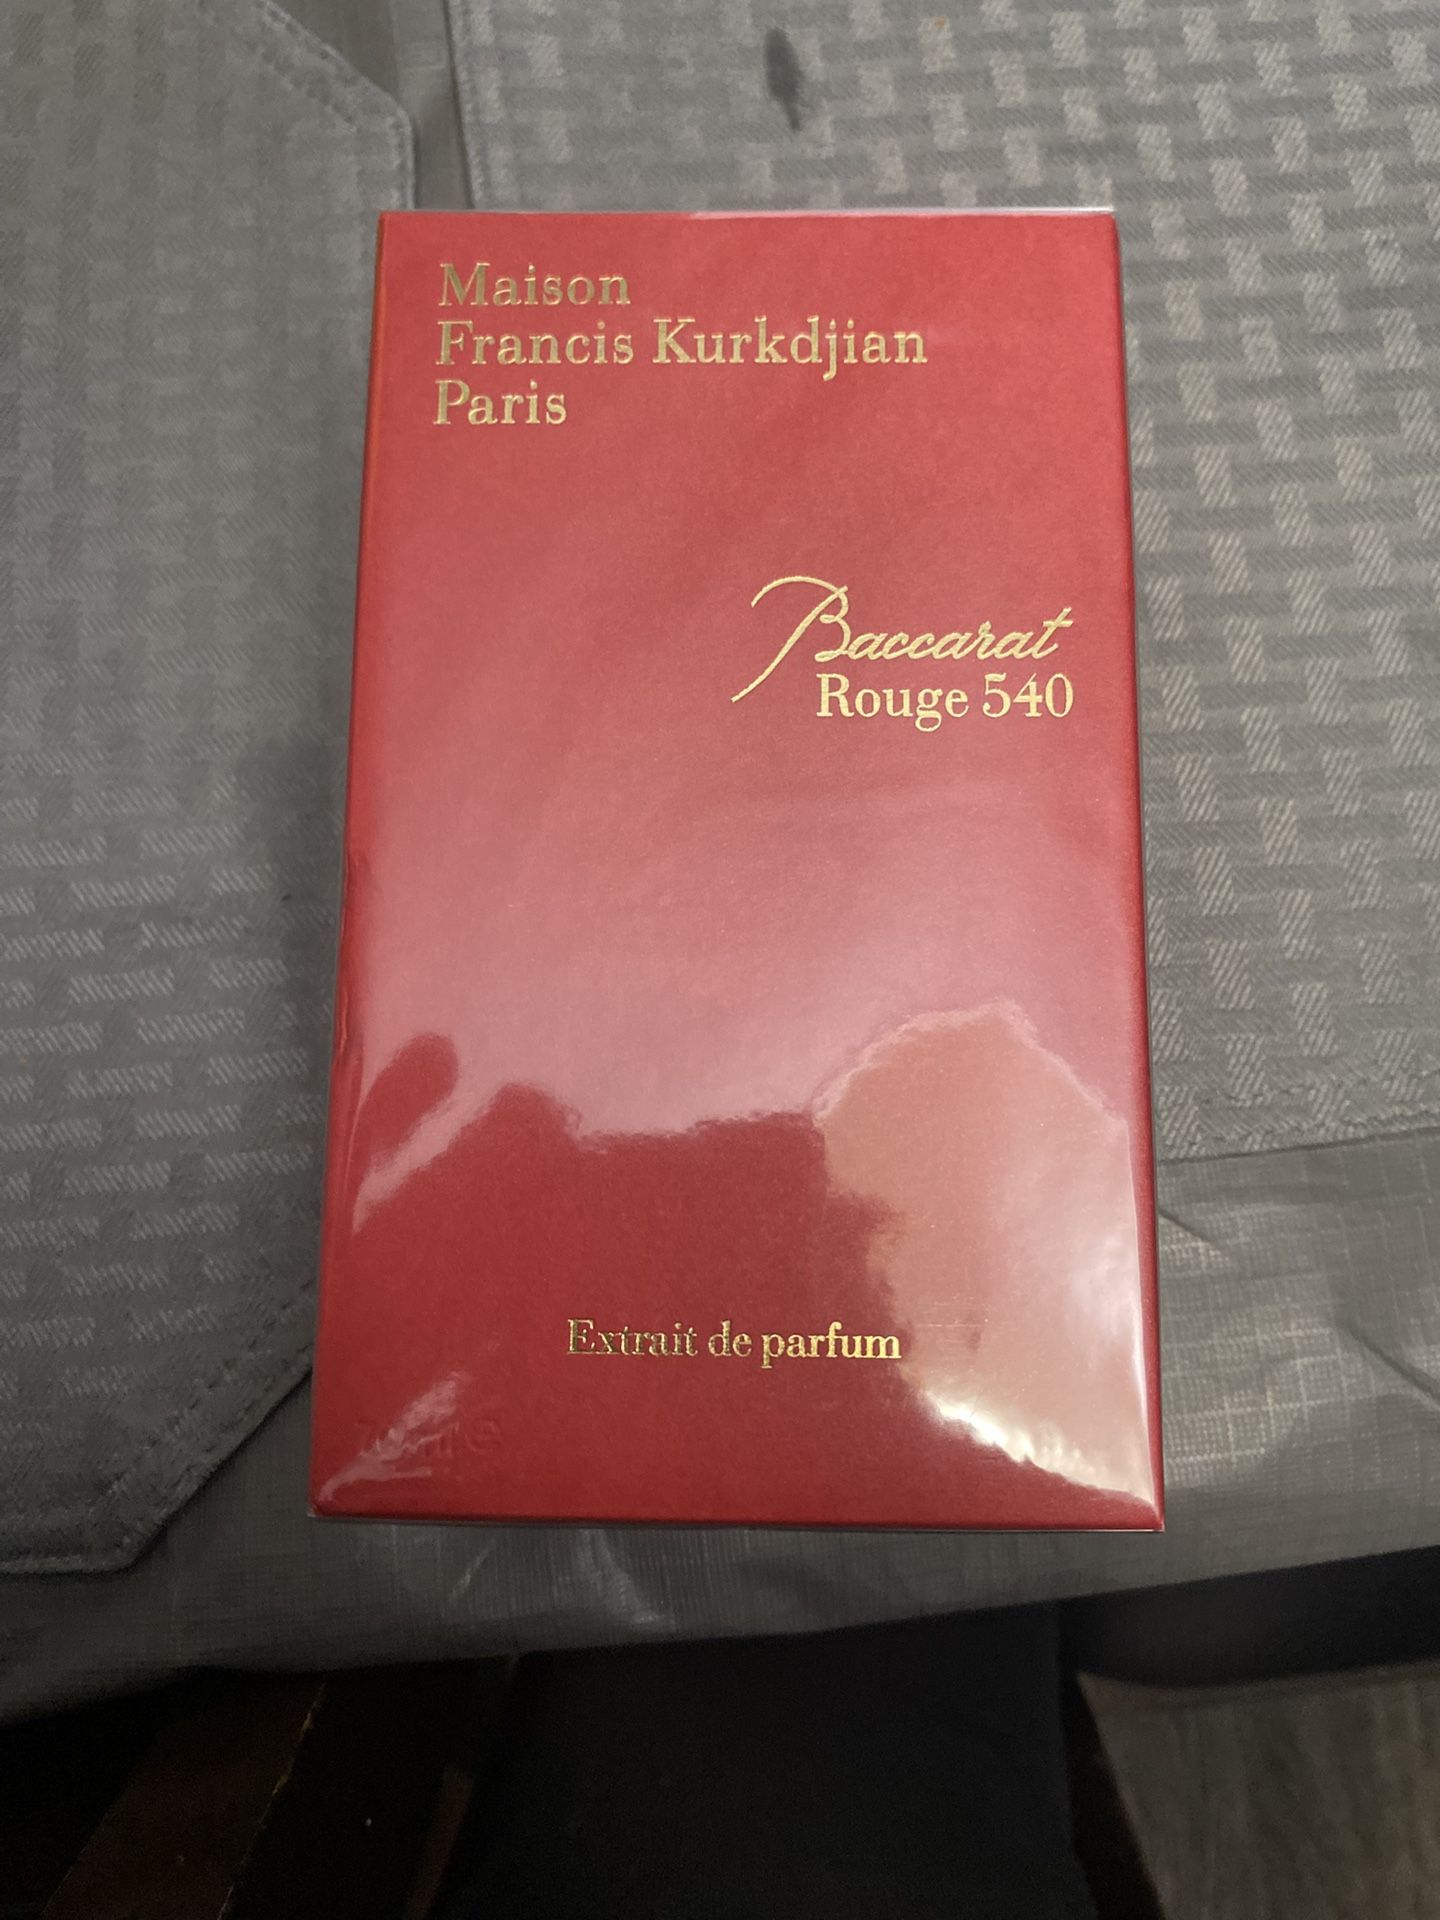 Maison
Francis Kurkdjian
Paris
Baccarat
Rouge 540
Extrait de parfum